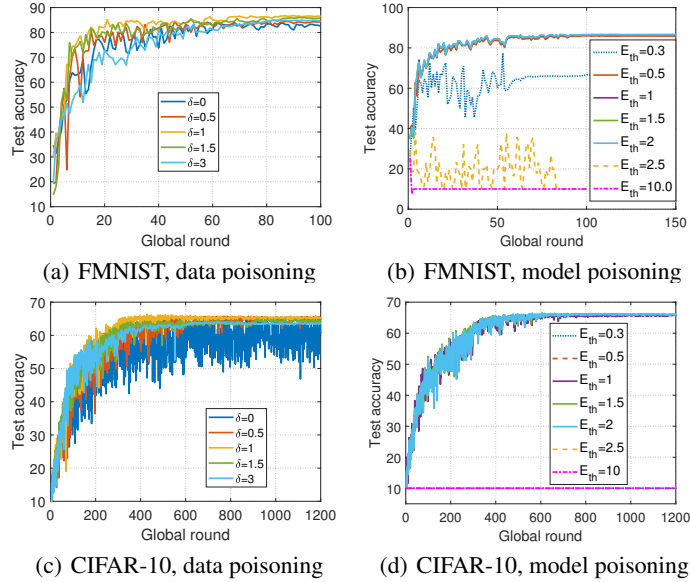 90
80
70
60
50
40
30
20
10
Test accuracy
δ=0
δ=0.5
δ=1
δ=1.5
δ=3
0 20 40 60 80 100
Global round
(a) FMNIST, data poisoning
100
80
60
40
20
0
Test accuracy
E_th=0.3
E_th=0.5
E_th=1
E_th=1.5
E_th=2
E_th=2.5
E_th=10.0
0 50 100 150
Global round
(b) FMNIST, model poisoning
70
60
50
40
30
20
10
Test accuracy
δ=0
δ=0.5
δ=1
δ=1.5
δ=3
0 200 400 600 800 1000 1200
Global round
(c) CIFAR-10, data poisoning
70
60
50
40
30
20
10
0
Test accuracy
E_th=0.3
E_th=0.5
E_th=1
E_th=1.5
E_th=2
E_th=2.5
E_th=10
0 200 400 600 800 1000 1200
Global round
(d) CIFAR-10, model poisoning